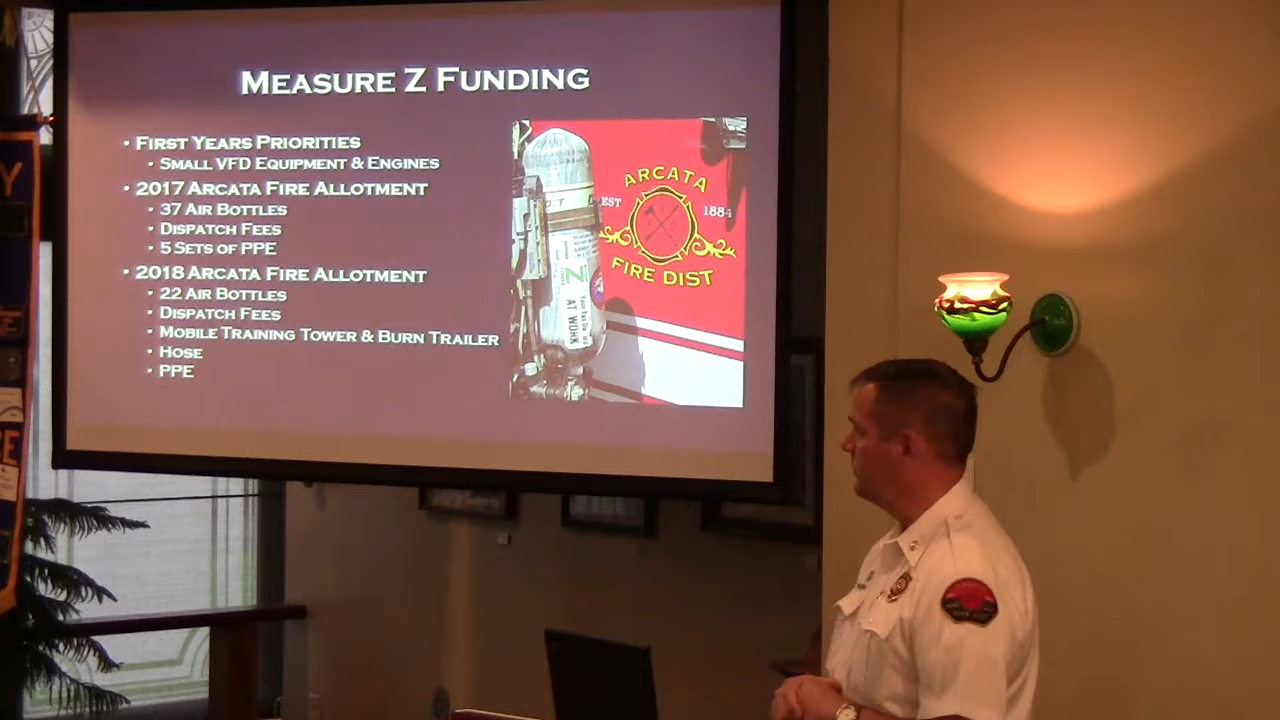 MEASURE Z FUNDING
• FIRST YEARS PRIORITIES
• SMALL VFD EQUIPMENT & ENGINES
• 2017 ARCATA FIRE ALLOTMENT
• 37 AIR BOTTLES
• DISPATCH FEES
• 5 SETS OF PPE
• 2018 ARCATA FIRE ALLOTMENT
• 22 AIR BOTTLES
• DISPATCH FEES
• MOBILE TRAINING TOWER & BURN TRAILER
• HOSE
• PPE
ARCATA
EST 1884
FIRE DIST
Z
AT WORK
Y
E